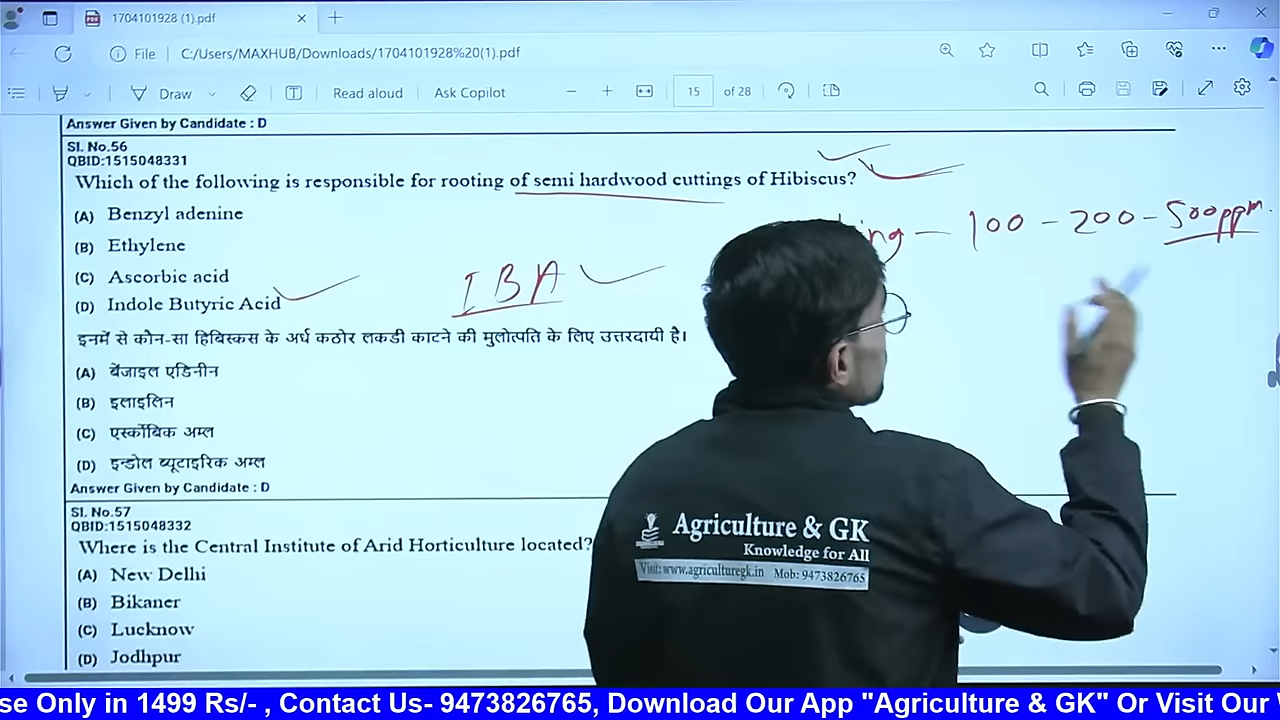 1704101928 (1).pdf
File C:/Users/MAXHUB/Downloads/1704101928%20(1).pdf
Draw Read aloud Ask Copilot 15 of 28
Answer Given by Candidate : D
Sl. No.56
QBID:1515048331
Which of the following is responsible for rooting of semi hardwood cuttings of Hibiscus?
(A) Benzyl adenine
(B) Ethylene
(C) Ascorbic acid
(D) Indole Butyric Acid
IBA
100 - 200 - 500 ppm.
इनमें से कौन-सा हिबिस्कस के अर्ध कठोर लकडी काटने की मुलोत्पति के लिए उत्तरदायी है।
(A) बेंजाइल एडिनीन
(B) इलाइलिन
(C) एस्कोंबिक अम्ल
(D) इन्डोल ब्यूटाइरिक अम्ल
Answer Given by Candidate : D
Sl. No.57
QBID:1515048332
Where is the Central Institute of Arid Horticulture located?
(A) New Delhi
(B) Bikaner
(C) Lucknow
(D) Jodhpur
Agriculture & GK
Knowledge for All
Visit: www.agriculturegk.in Mob: 9473826765
se Only in 1499 Rs/- , Contact Us- 9473826765, Download Our App "Agriculture & GK" Or Visit Our